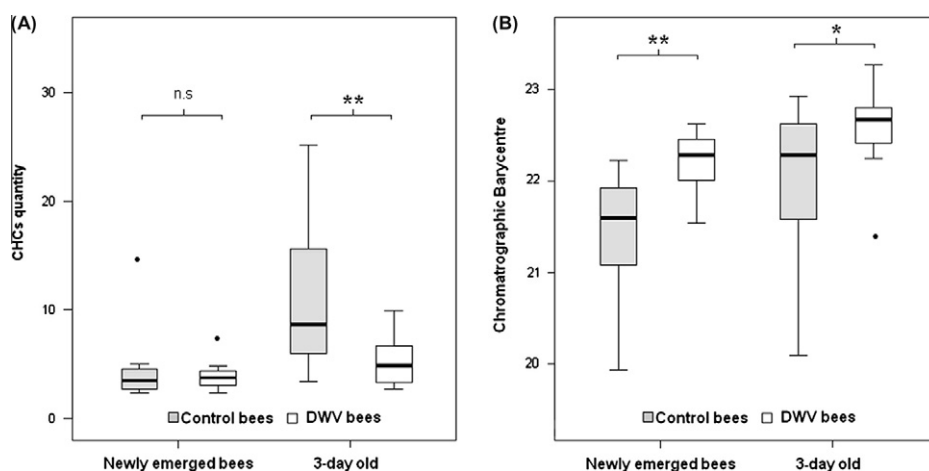 (A)
CHCs quantity
30
20
10
0
n.s
**
Control bees DWV bees
Newly emerged bees 3-day old
(B)
Chromatrographic Barycentre
23
22
21
20
**
*
Control bees DWV bees
Newly emerged bees 3-day old